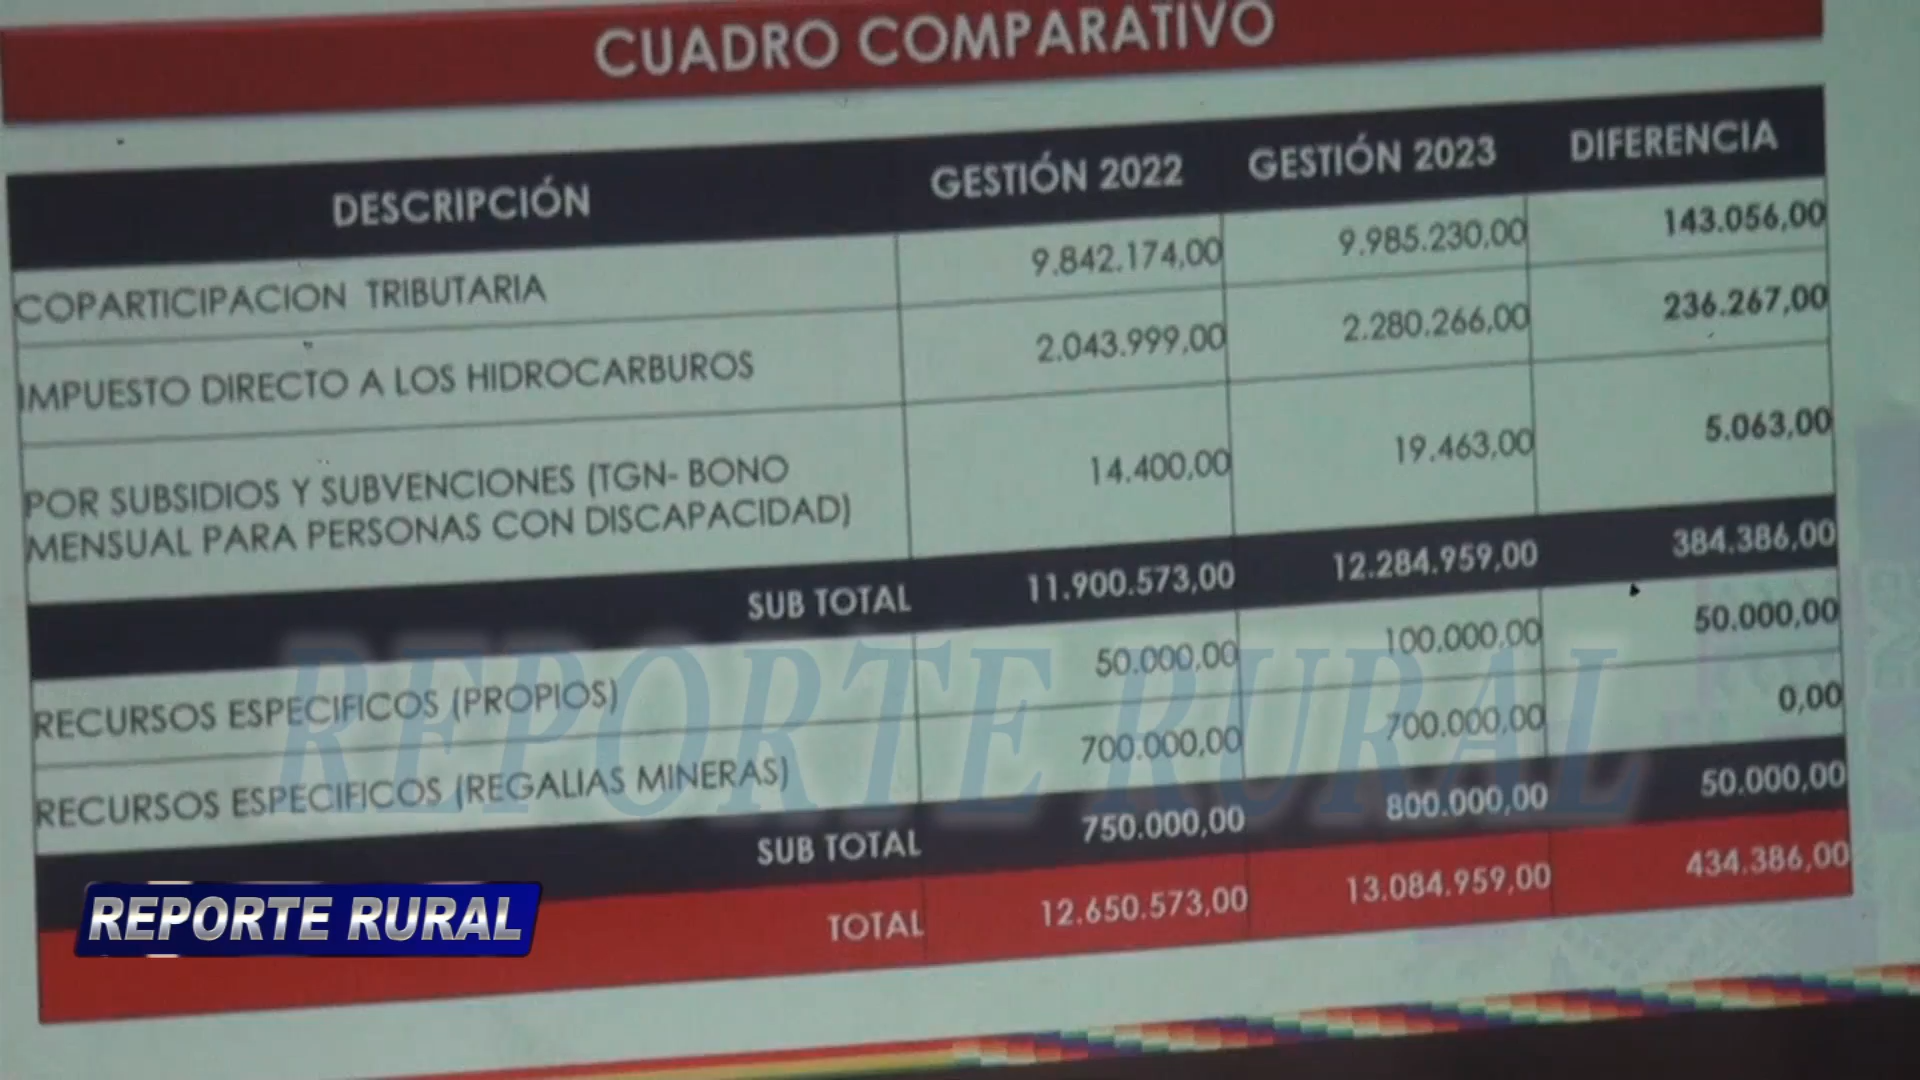 CUADRO COMPARATIVO
DESCRIPCIÓN GESTIÓN 2022 GESTIÓN 2023 DIFERENCIA
COPARTICIPACION TRIBUTARIA 9.842.174,00 9.985.230,00 143.056,00
IMPUESTO DIRECTO A LOS HIDROCARBUROS 2.043.999,00 2.280.266,00 236.267,00
POR SUBSIDIOS Y SUBVENCIONES (TGN- BONO
MENSUAL PARA PERSONAS CON DISCAPACIDAD) 14.400,00 19.463,00 5.063,00
SUB TOTAL 11.900.573,00 12.284.959,00 384.386,00
RECURSOS ESPECIFICOS (PROPIOS) 50.000,00 100.000,00 50.000,00
RECURSOS ESPECIFICOS (REGALIAS MINERAS) 700.000,00 700.000,00 0,00
SUB TOTAL 750.000,00 800.000,00 50.000,00
TOTAL 12.650.573,00 13.084.959,00 434.386,00
REPORTE RURAL
REPORTE RURAL